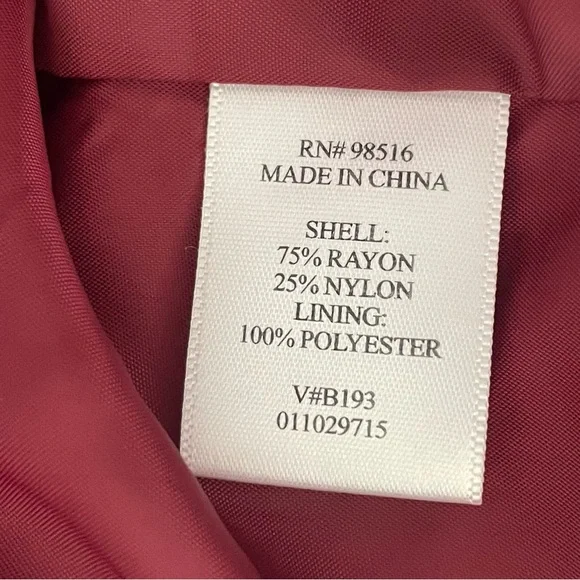 RN# 98516
MADE IN CHINA
SHELL:
75% RAYON
25% NYLON
LINING:
100% POLYESTER
V#B193
011029715